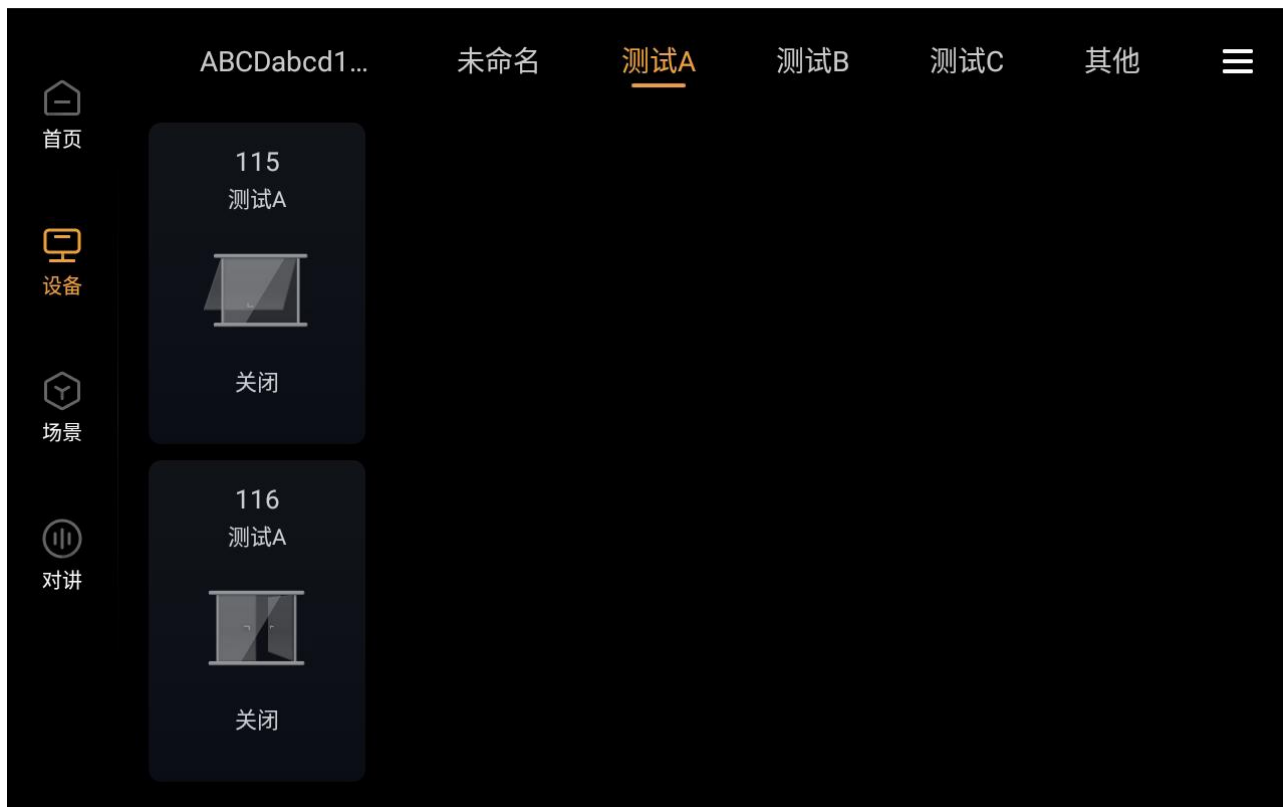 ABCDabcd1...
未命名
测试A
测试B
测试C
其他
首页
设备
场景
对讲
115
测试A
关闭
116
测试A
关闭